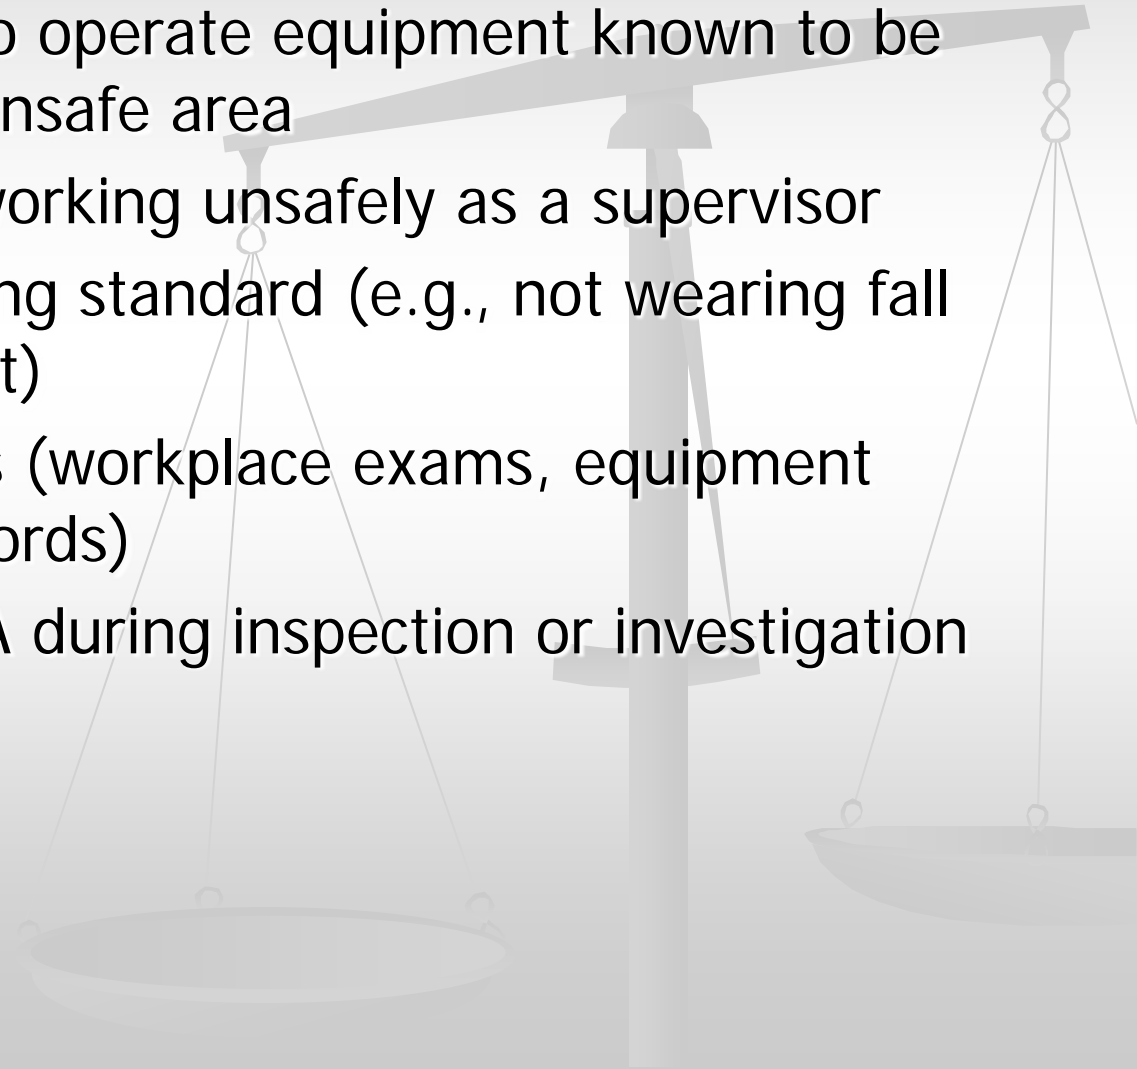 o operate equipment known to be
nsafe area
working unsafely as a supervisor
ng standard (e.g., not wearing fall
t)
s (workplace exams, equipment
ords)
A during inspection or investigation